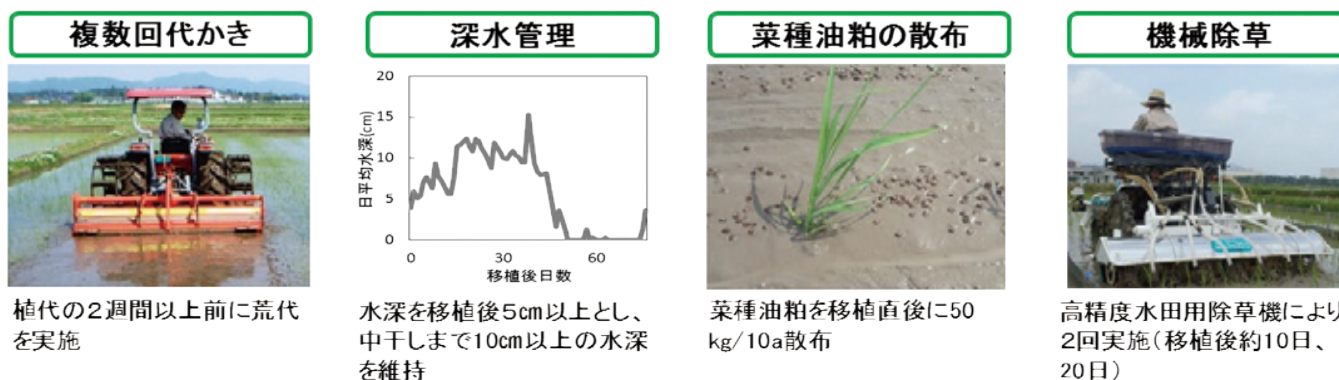 複数回代かき
植代の2週間以上前に荒代
を実施
深水管理
20
15
10
5
0
日平均水深(cm)
0 30 60
移植後日数
水深を移植後5cm以上とし、
中干しまで10cm以上の水深
を維持
菜種油粕の散布
菜種油粕を移植直後に50
kg/10a散布
機械除草
高精度水田用除草機により
2回実施(移植後約10日、
20日)